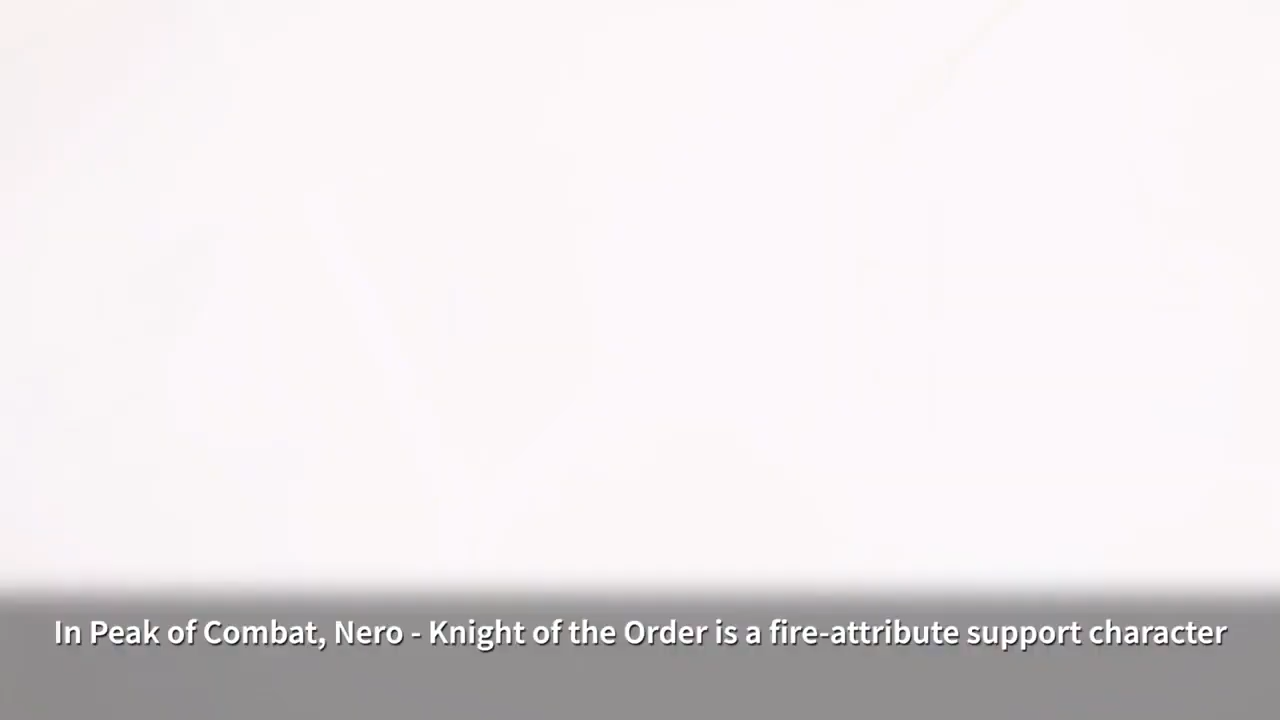 In Peak of Combat, Nero - Knight of the Order is a fire-attribute support character